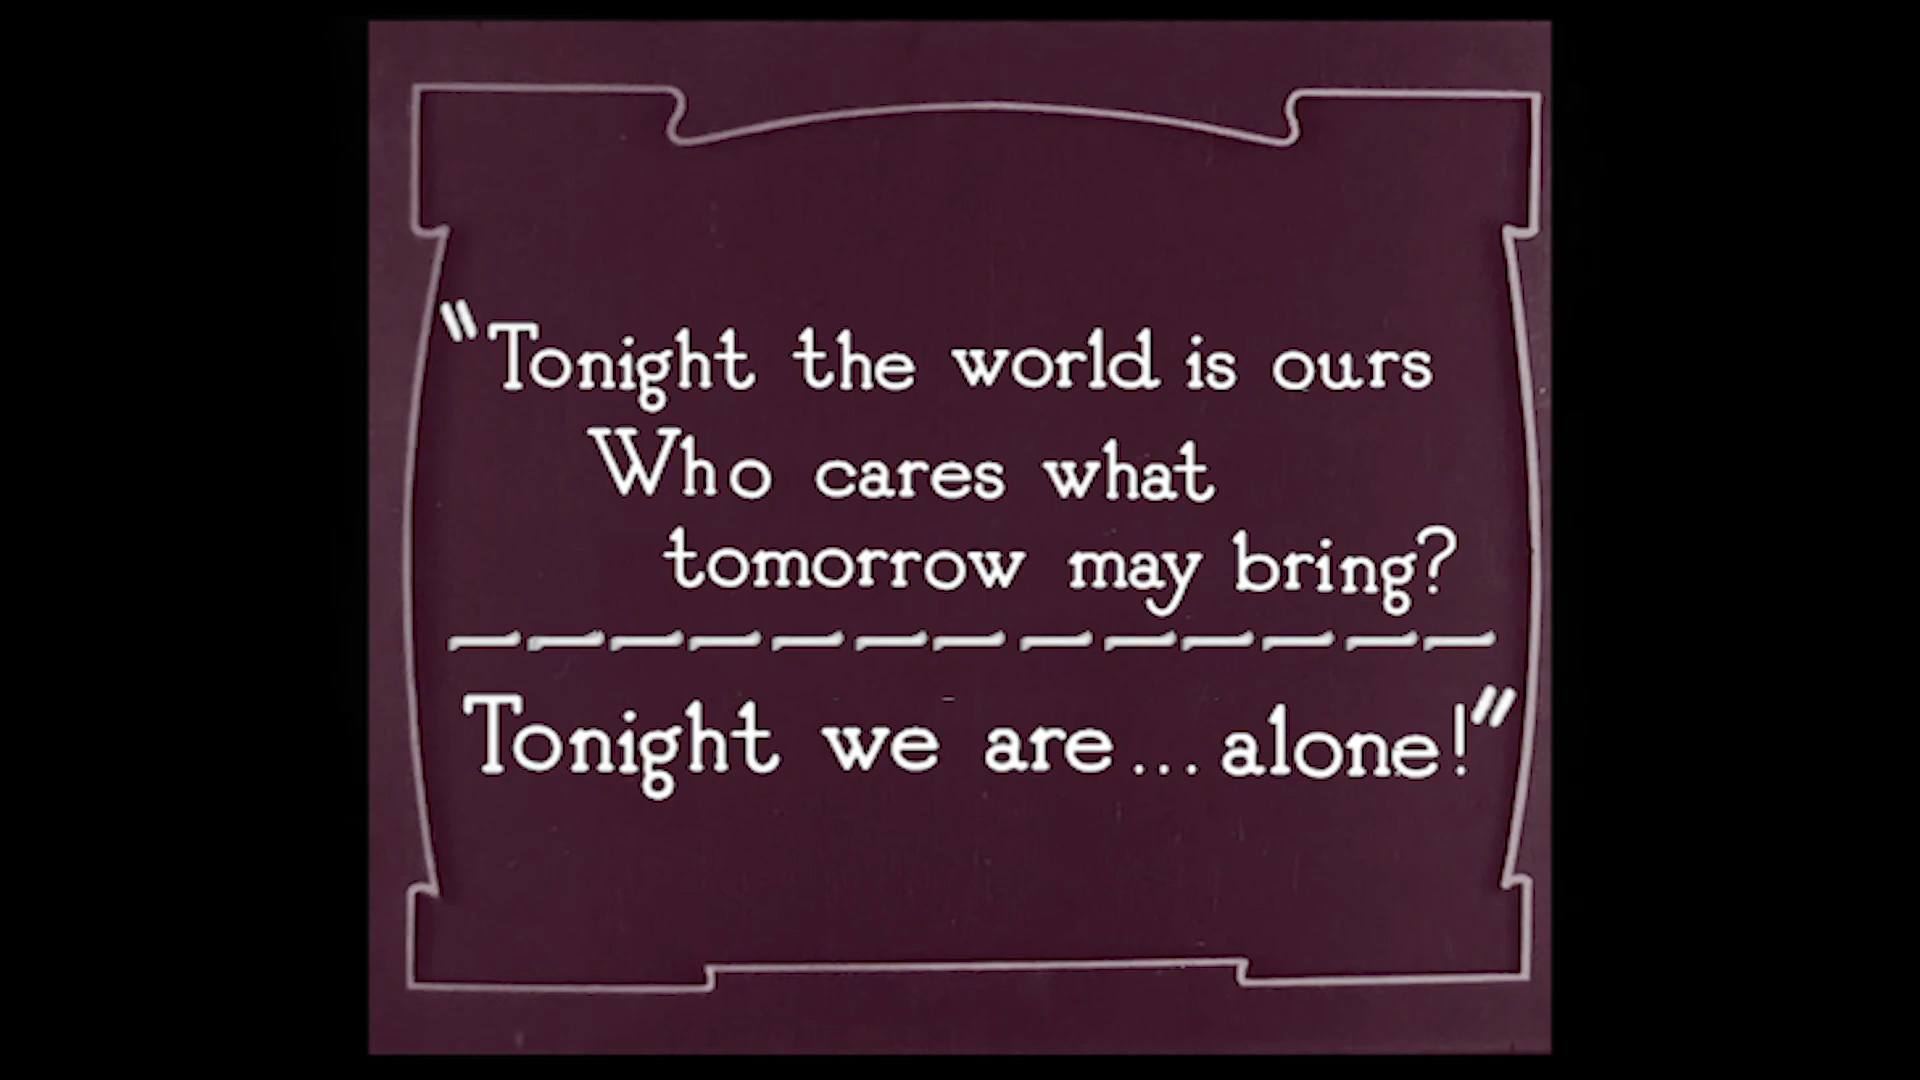 "Tonight the world is ours
Who cares what
tomorrow may bring?
Tonight we are...alone!"